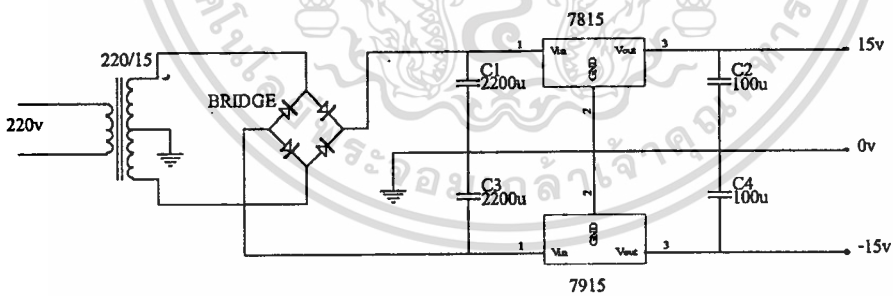 7815
220/15
220v
BRIDGE
1
Vin
Vout
GND
3
15v
C1
2200u
C2
100u
2
0v
C3
2200u
2
C4
100u
GND
1
Vin
Vout
3
-15v
7915